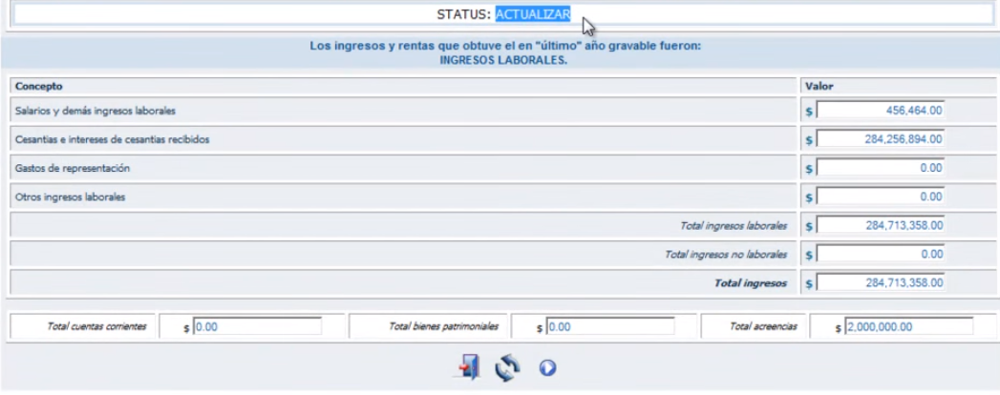 STATUS: ACTUALIZAR
Los ingresos y rentas que obtuve el en "último" año gravable fueron:
INGRESOS LABORALES.
Concepto Valor
Salarios y demás ingresos laborales $ 456,464.00
Cesantias e intereses de cesantias recibidos $ 284,256,894.00
Gastos de representación $ 0.00
Otros ingresos laborales $ 0.00
Total ingresos laborales $ 284,713,358.00
Total ingresos no laborales $ 0.00
Total ingresos $ 284,713,358.00
Total cuentas corrientes $ 0.00 Total bienes patrimoniales $ 0.00 Total acreencias $ 2,000,000.00